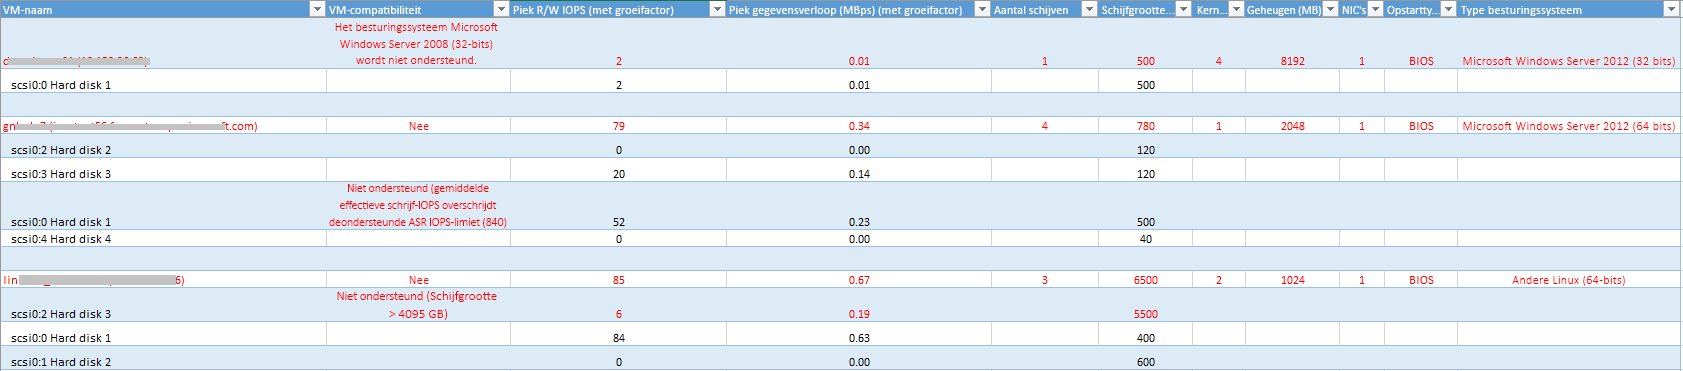 VM-naam VM-compatibiliteit Piek R/W IOPS (met groeifactor) Piek gegevensverloop (MBps) (met groeifactor) Aantal schijven Schijfgrootte... Kern... Geheugen (MB) NIC's Opstartty... Type besturingssysteem
Het besturingssysteem Microsoft
Windows Server 2008 (32-bits)
wordt niet ondersteund. 2 0.01 1 500 4 8192 1 BIOS Microsoft Windows Server 2012 (32 bits)
scsi0:0 Hard disk 1 2 0.01 500
ft.com) Nee 79 0.34 4 780 1 2048 1 BIOS Microsoft Windows Server 2012 (64 bits)
scsi0:2 Hard disk 2 0 0.00 120
scsi0:3 Hard disk 3 20 0.14 120
Niet ondersteund (gemiddelde
effectieve schrijf-IOPS overschrijdt
scsi0:0 Hard disk 1 deondersteunde ASR IOPS-limiet (840) 52 0.23 500
scsi0:4 Hard disk 4 0 0.00 40
lin 6) Nee 85 0.67 3 6500 2 1024 1 BIOS Andere Linux (64-bits)
Niet ondersteund (Schijfgrootte
scsi0:2 Hard disk 3 > 4095 GB) 6 0.19 5500
scsi0:0 Hard disk 1 84 0.63 400
scsi0:1 Hard disk 2 0 0.00 600